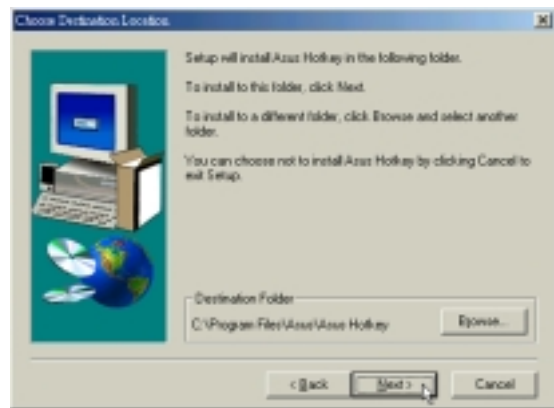 Choose Destination Location
Setup will install Asus Hotkey in the following folder.
To install to this folder, click Next.
To install to a different folder, click Browse and select another
folder.
You can choose not to install Asus Hotkey by clicking Cancel to
exit Setup.
Destination Folder
C:\Program Files\Asus\Asus Hotkey
Browse...
< Back
Next >
Cancel